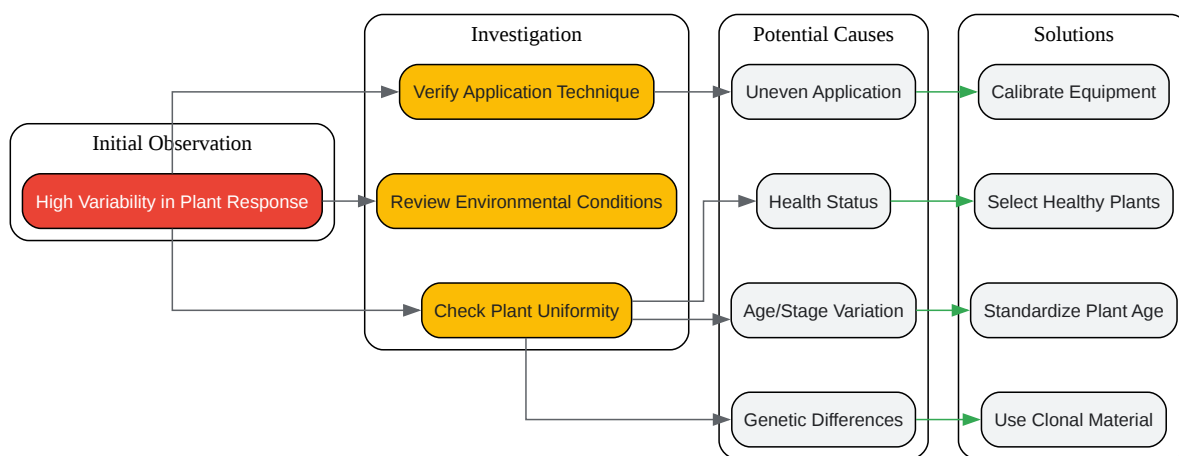 Initial Observation
High Variability in Plant Response
Investigation
Verify Application Technique
Review Environmental Conditions
Check Plant Uniformity
Potential Causes
Uneven Application
Health Status
Age/Stage Variation
Genetic Differences
Solutions
Calibrate Equipment
Select Healthy Plants
Standardize Plant Age
Use Clonal Material